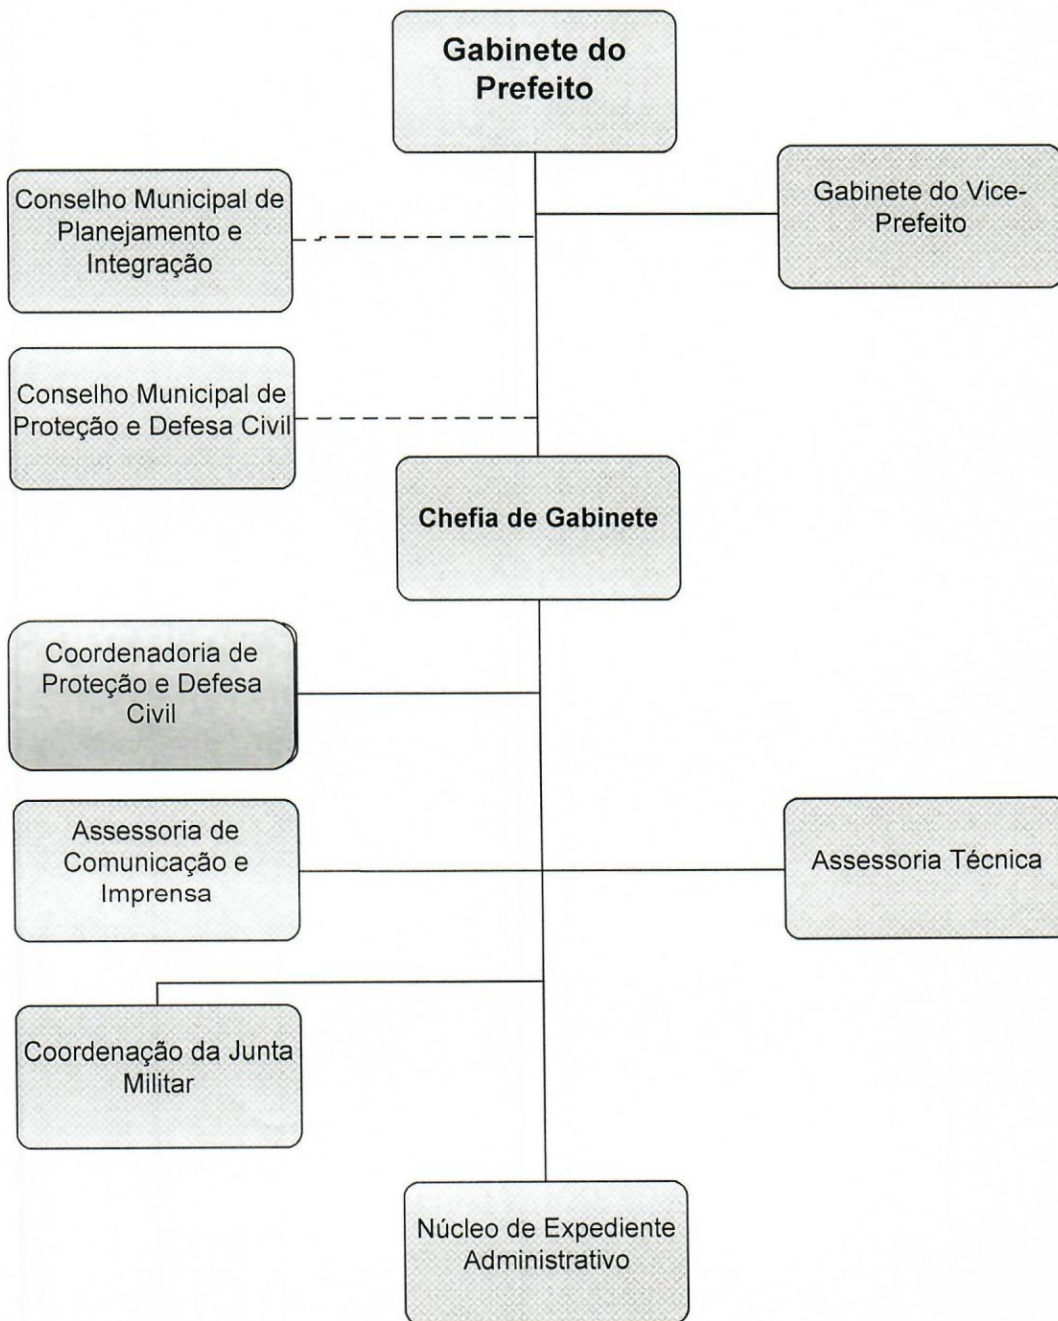 Gabinete do
Prefeito
Gabinete do Vice-
Prefeito
Conselho Municipal de
Planejamento e
Integração
Conselho Municipal de
Proteção e Defesa Civil
Chefia de Gabinete
Coordenadoria de
Proteção e Defesa
Civil
Assessoria de
Comunicação e
Imprensa
Assessoria Técnica
Coordenação da Junta
Militar
Núcleo de Expediente
Administrativo